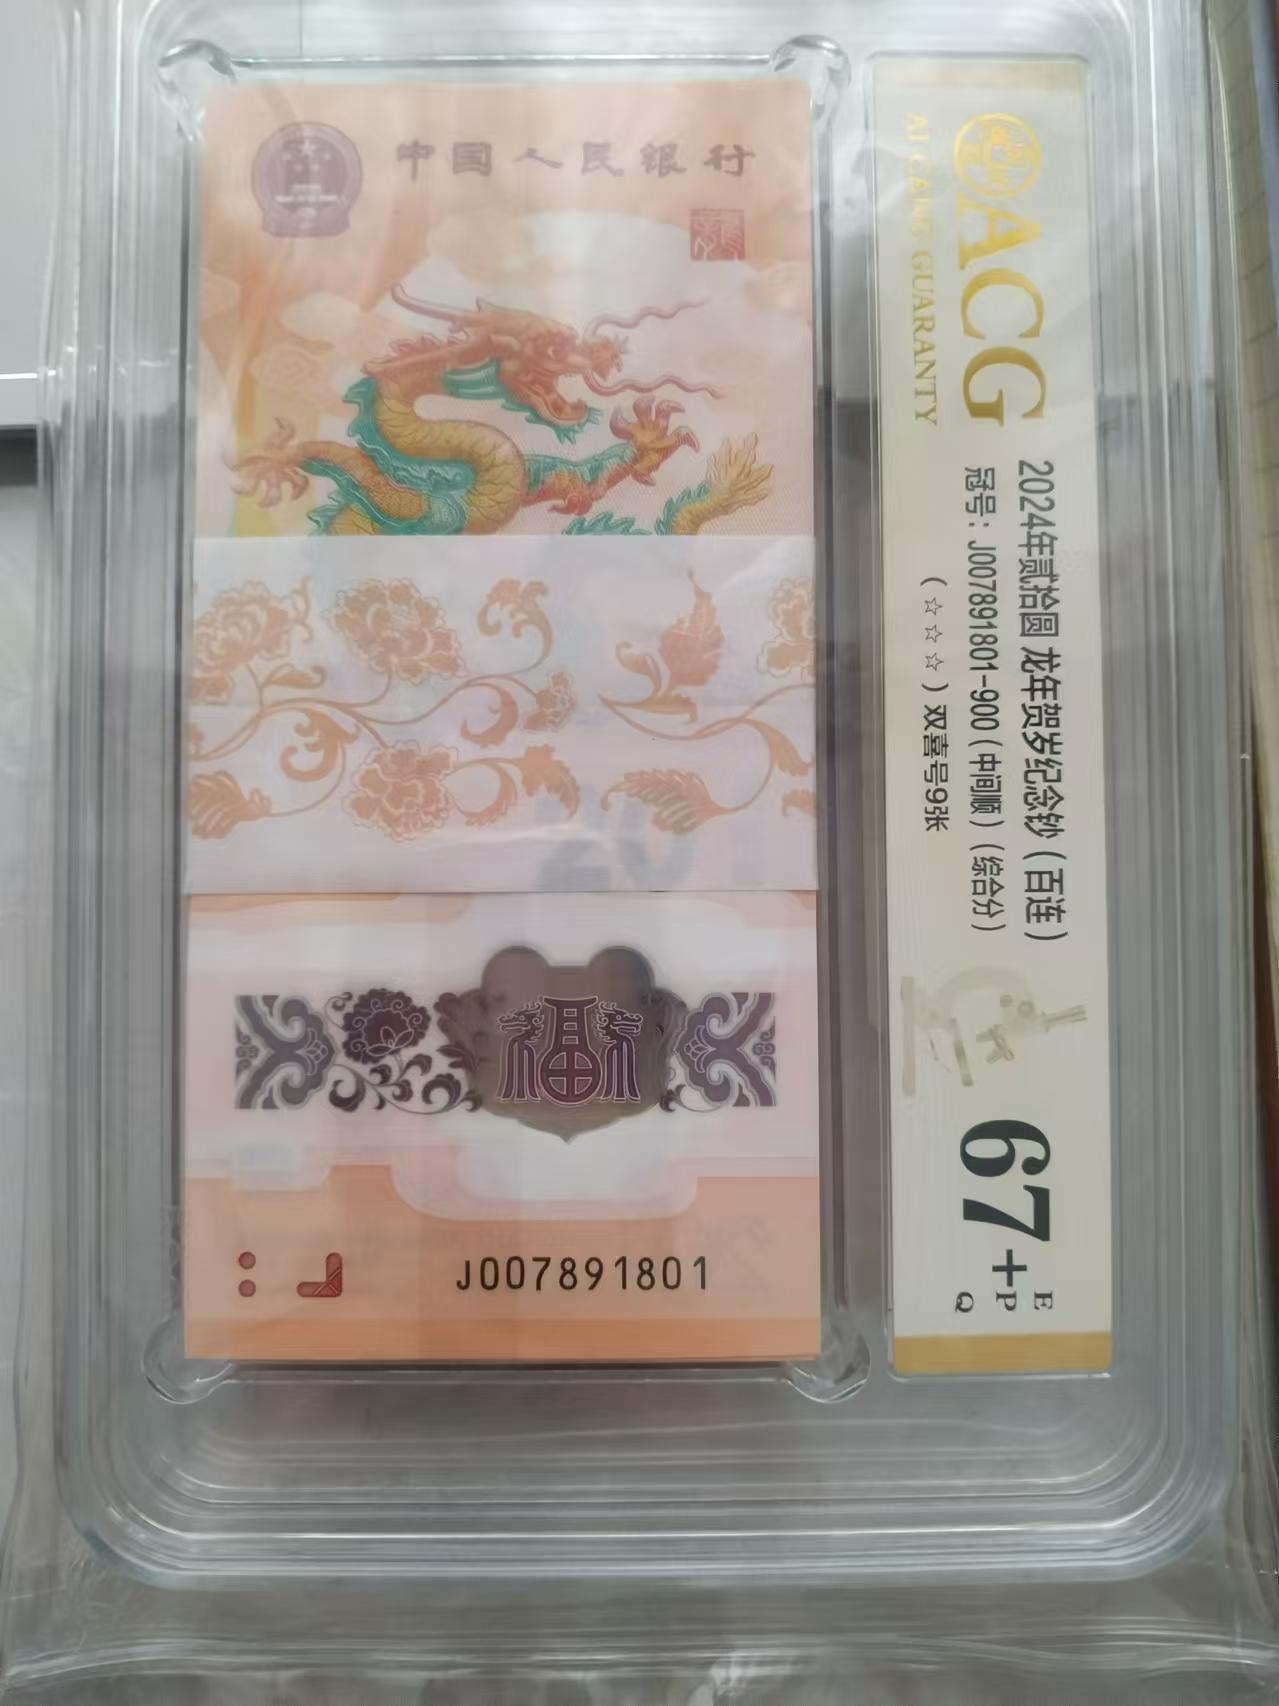 中国人民银行
福
J007891801
ACG
AI CANG GUARANTY
2024年贰拾圆 龙年贺岁纪念钞（百连）
冠号：J007891801-900（中间顺）（综合分）
（☆☆☆）双喜号9张
67+
E
P
Q